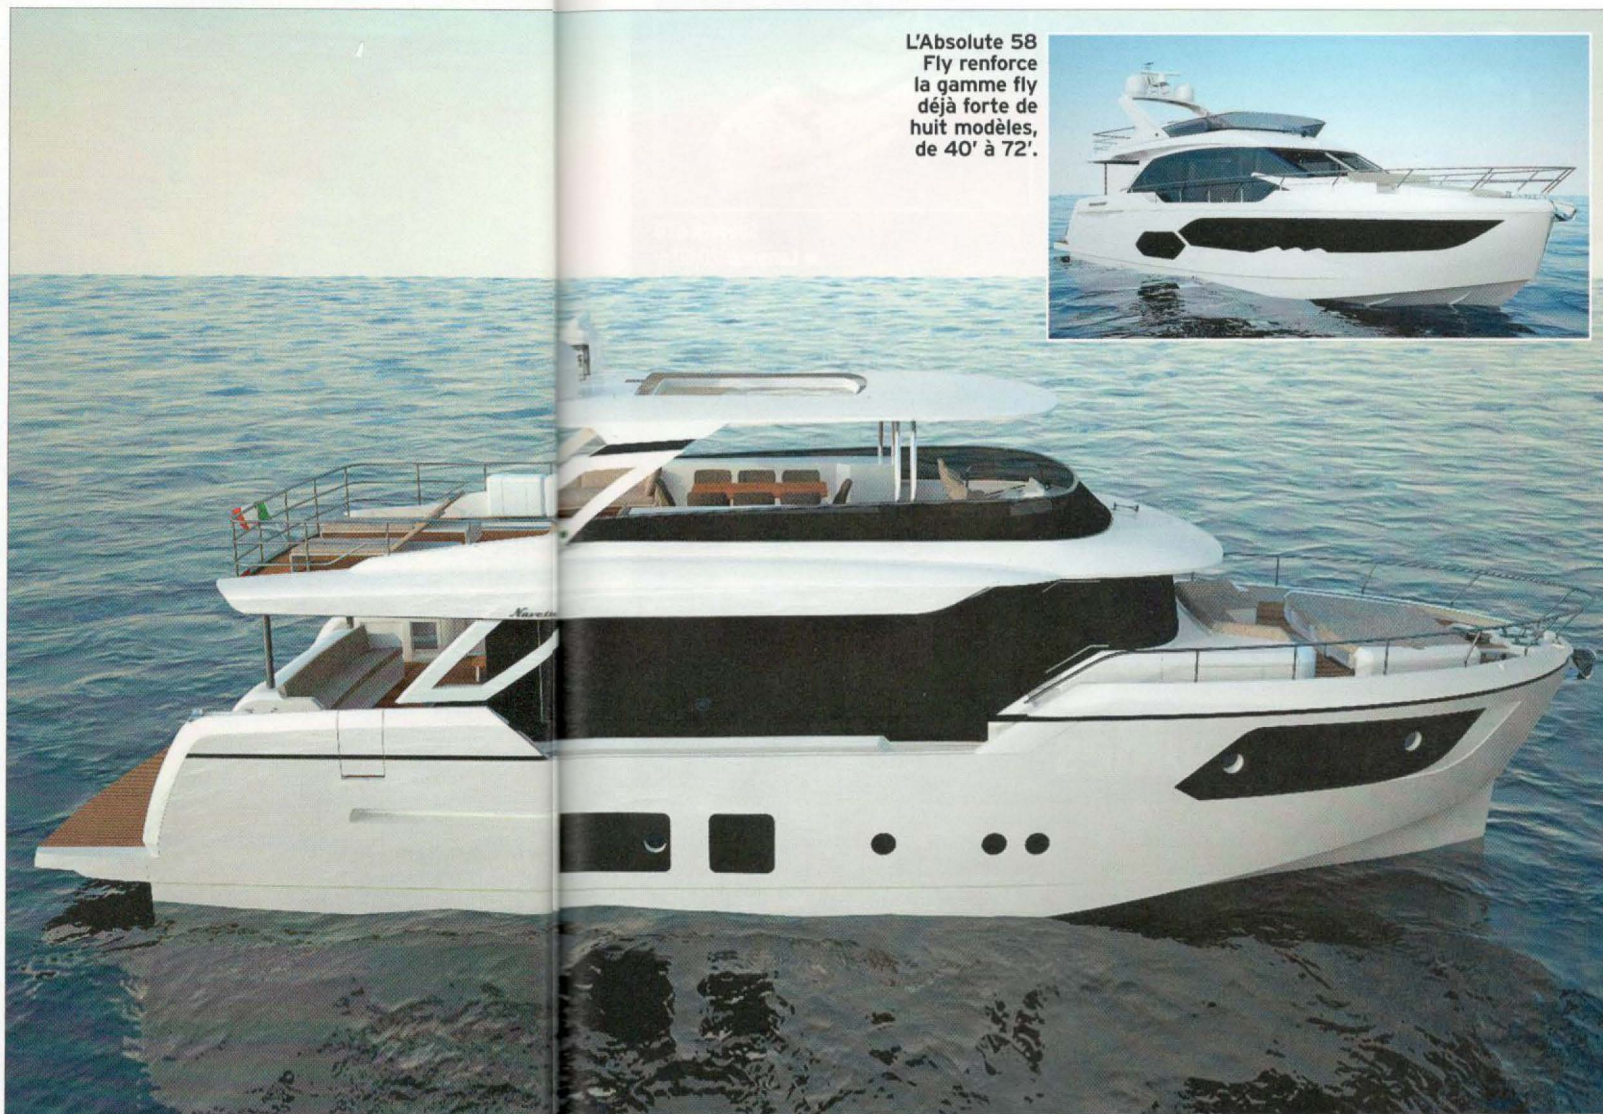 L'Absolute 58
Fly renforce
la gamme fly
déjà forte de
huit modèles,
de 40' à 72'.